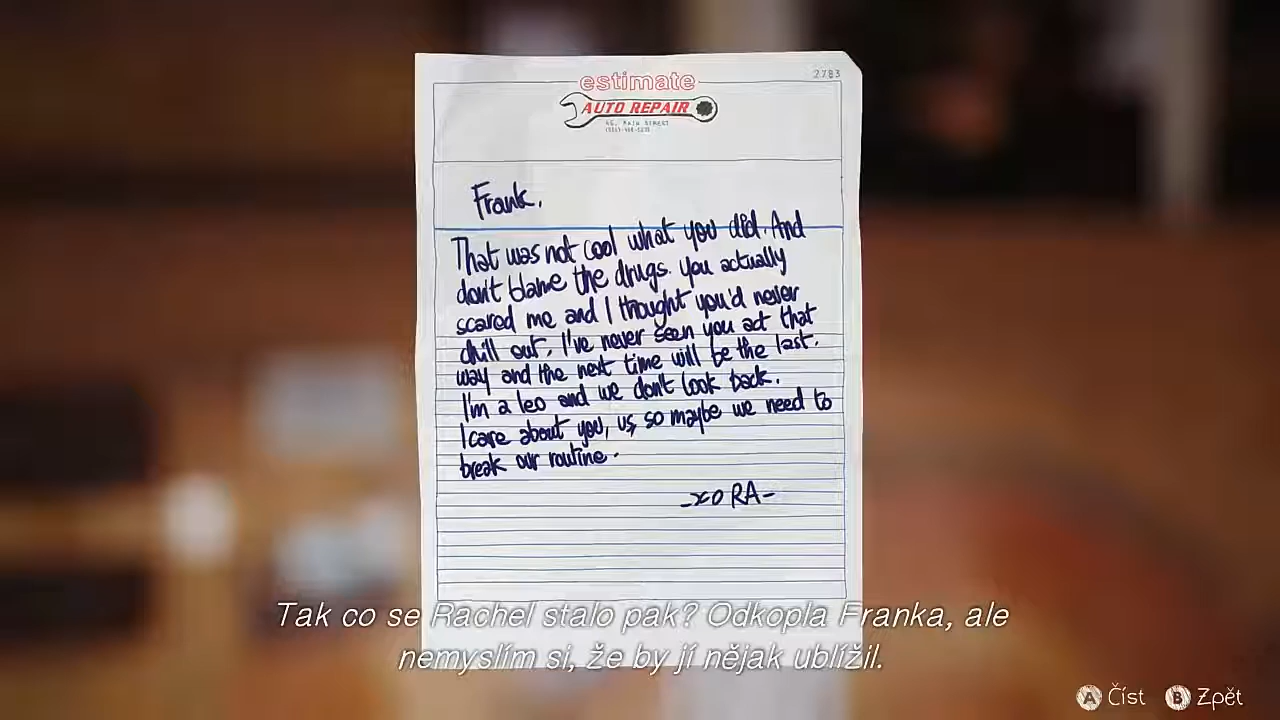 2783
estimate
AUTO REPAIR
Frank,
That was not cool what you did. And
don't blame the drugs. You actually
scared me and I thought you'd never
chill out. I've never seen you act that
way and the next time will be the last.
I'm a leo and we don't look back.
I care about you, us, so maybe we need to
break our routine.
-xo RA-
Tak co se Rachel stalo pak? Odkopla Franka, ale
nemyslím si, že by jí nějak ublížil.
A Číst B Zpět